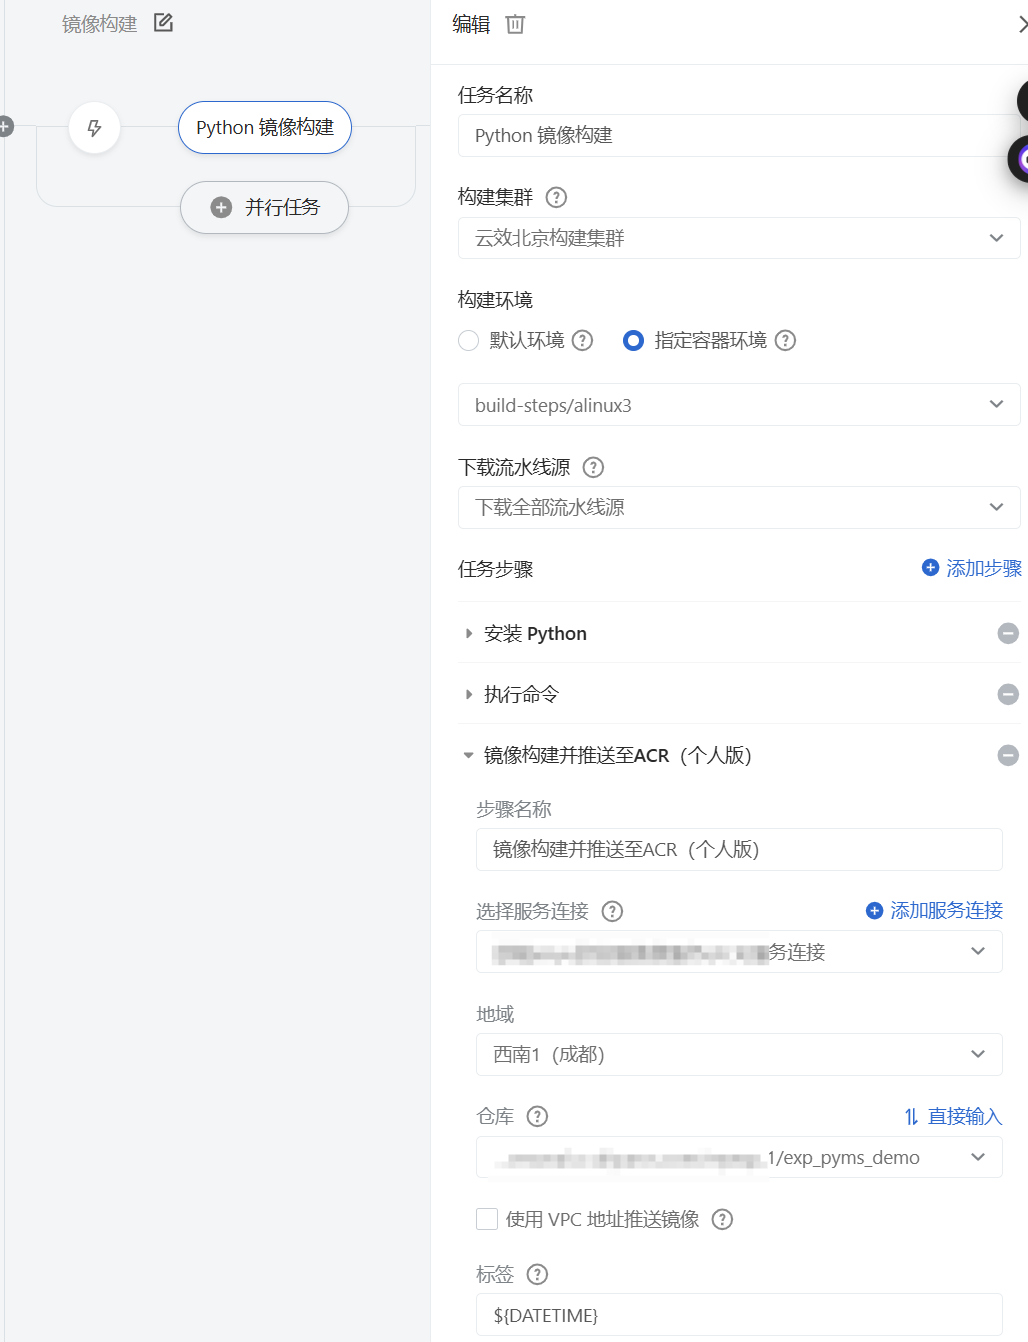 镜像构建
Python 镜像构建
并行任务
编辑
任务名称
Python 镜像构建
构建集群
云效北京构建集群
构建环境
默认环境 指定容器环境
build-steps/alinux3
下载流水线源
下载全部流水线源
任务步骤 添加步骤
安装 Python
执行命令
镜像构建并推送至ACR（个人版）
步骤名称
镜像构建并推送至ACR（个人版）
选择服务连接 添加服务连接
务连接
地域
西南1（成都）
仓库 直接输入
1/exp_pyms_demo
使用 VPC 地址推送镜像
标签
${DATETIME}